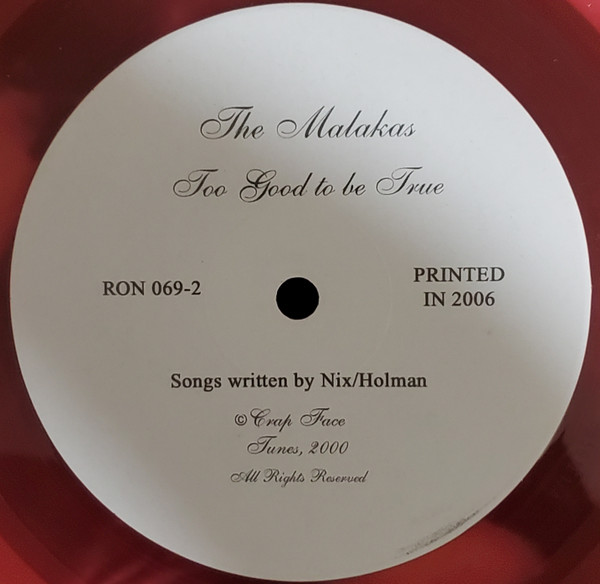 The Malakas
Too Good to be True
RON 069-2
PRINTED
IN 2006
Songs written by Nix/Holman
© Crap Face
Tunes, 2000
All Rights Reserved